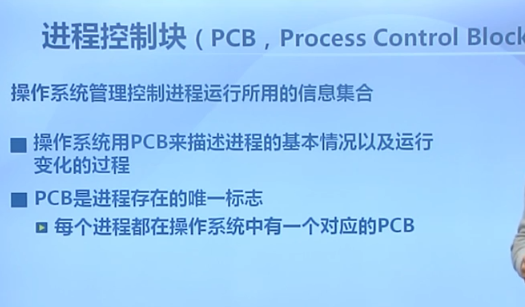 进程控制块(PCB,Process Control Block
操作系统管理控制进程运行所用的信息集合
操作系统用PCB来描述进程的基本情况以及运行
变化的过程
PCB是进程存在的唯一标志
每个进程都在操作系统中有一个对应的PCB